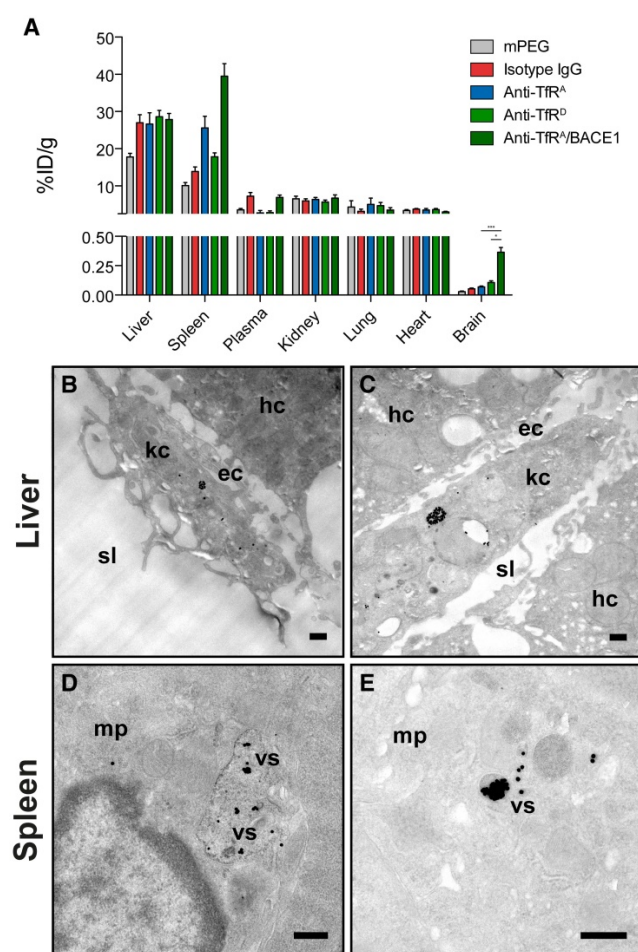 A
50
40
30
20
10
0.50
0.25
0.00
%ID/g
mPEG
Isotype IgG
Anti-TfRᴬ
Anti-TfRᴰ
Anti-TfRᴬ/BACE1
***
*
Liver
Spleen
Plasma
Kidney
Lung
Heart
Brain
Liver
B
hc
kc
ec
sl
C
hc
ec
kc
sl
hc
Spleen
D
mp
vs
vs
E
mp
vs